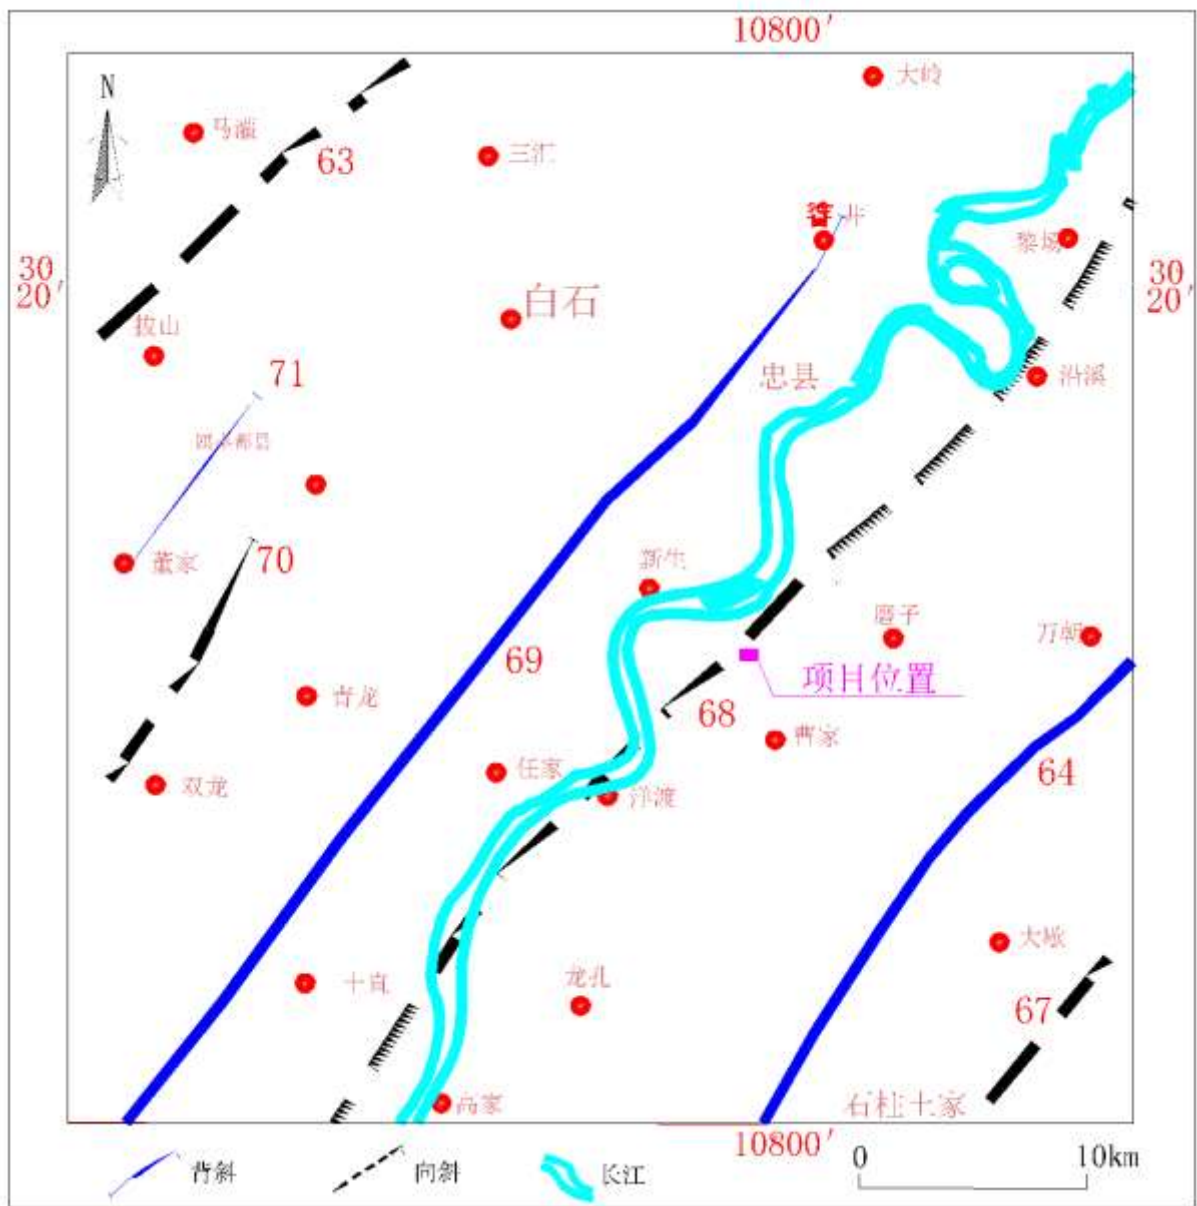 10800′
N
大岭
马灌
63
三汇
井
黎场
30
20′
30
20′
白石
拔山
71
忠县
沿溪
董家
70
新生
磨子
万朝
69
项目位置
青龙
68
曹家
64
任家
双龙
洋渡
大歇
十直
龙孔
67
高家
石柱土家
10800′
0
10km
背斜
向斜
长江